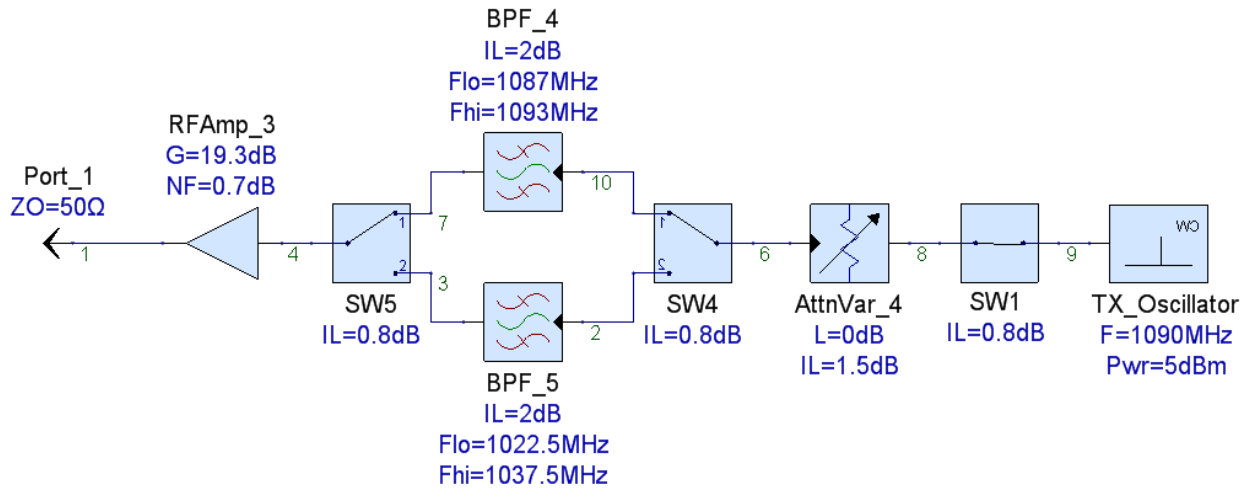 BPF_4
IL=2dB
Flo=1087MHz
Fhi=1093MHz
RFAmp_3
G=19.3dB
NF=0.7dB
Port_1
ZO=50Ω
1
4
1
2
SW5
IL=0.8dB
7
3
10
2
BPF_5
IL=2dB
Flo=1022.5MHz
Fhi=1037.5MHz
1
2
SW4
IL=0.8dB
6
AttnVar_4
L=0dB
IL=1.5dB
8
SW1
IL=0.8dB
9
CW
TX_Oscillator
F=1090MHz
Pwr=5dBm